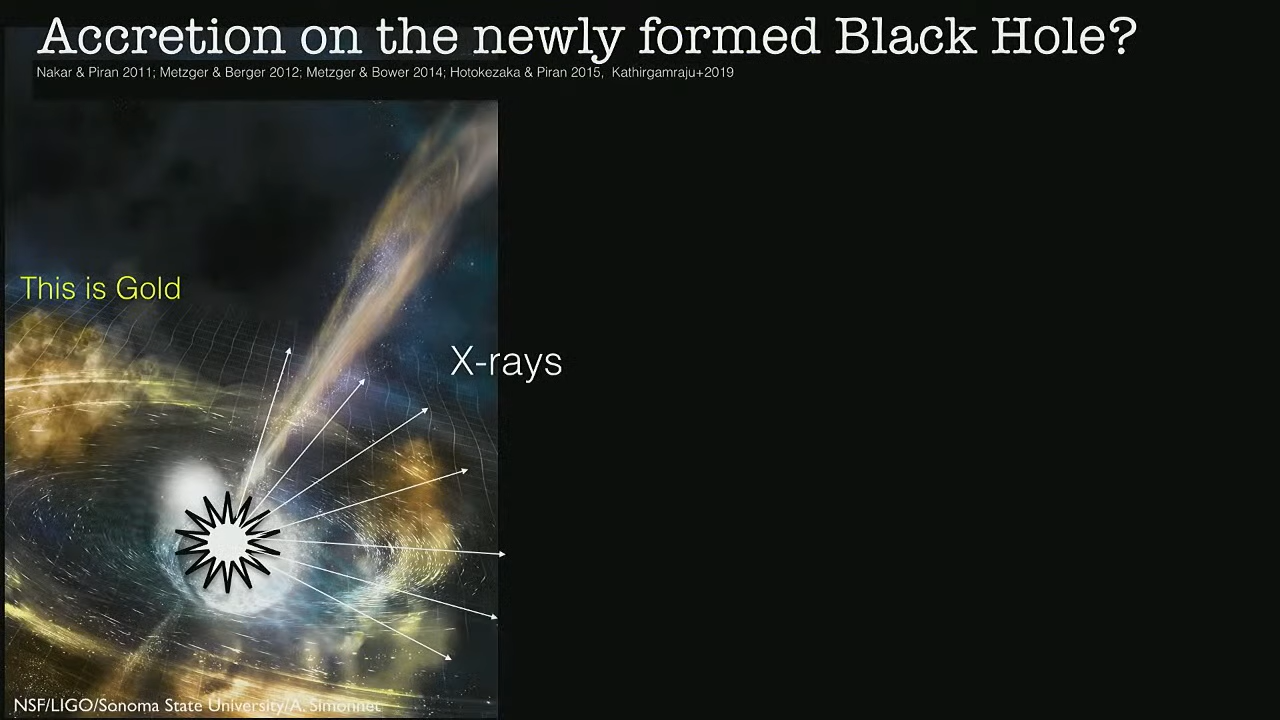 Accretion on the newly formed Black Hole?
Nakar & Piran 2011; Metzger & Berger 2012; Metzger & Bower 2014; Hotokezaka & Piran 2015, Kathirgamraju+2019
This is Gold
X-rays
NSF/LIGO/Sonoma State University/A. Simonnet